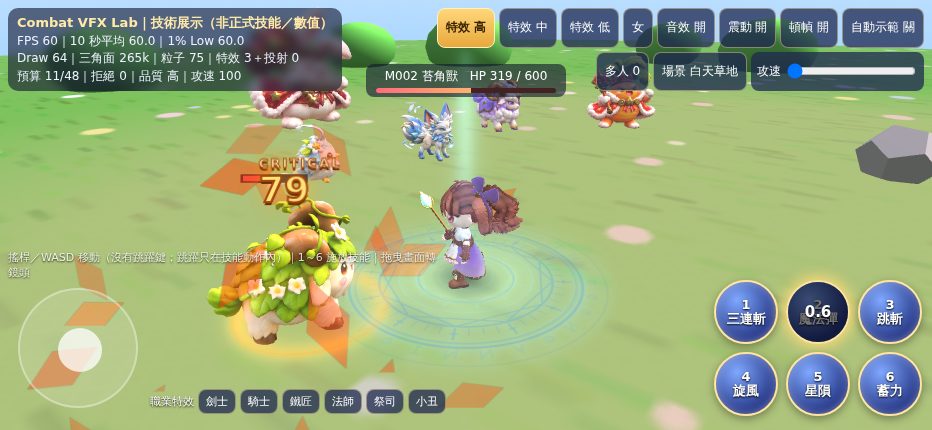 Combat VFX Lab｜技術展示（非正式技能／數值）
FPS 60｜10 秒平均 60.0｜1% Low 60.0
Draw 64｜三角面 265k｜粒子 75｜特效 3＋投射 0
預算 11/48｜拒絕 0｜品質 高｜攻速 100
特效 高
特效 中
特效 低
女
音效 開
震動 開
頓幀 開
自動示範 關
多人 0
場景 白天草地
攻速
M002 苔角獸 HP 319 / 600
CRITICAL
79
搖桿／WASD 移動（沒有跳躍鍵；跳躍只在技能動作內）｜1~6 施放技能｜拖曳畫面轉
鏡頭
1
三連斬
2
魔法彈
0.6
3
跳斬
4
旋風
5
星隕
6
蓄力
職業特效
劍士
騎士
鐵匠
法師
祭司
小丑